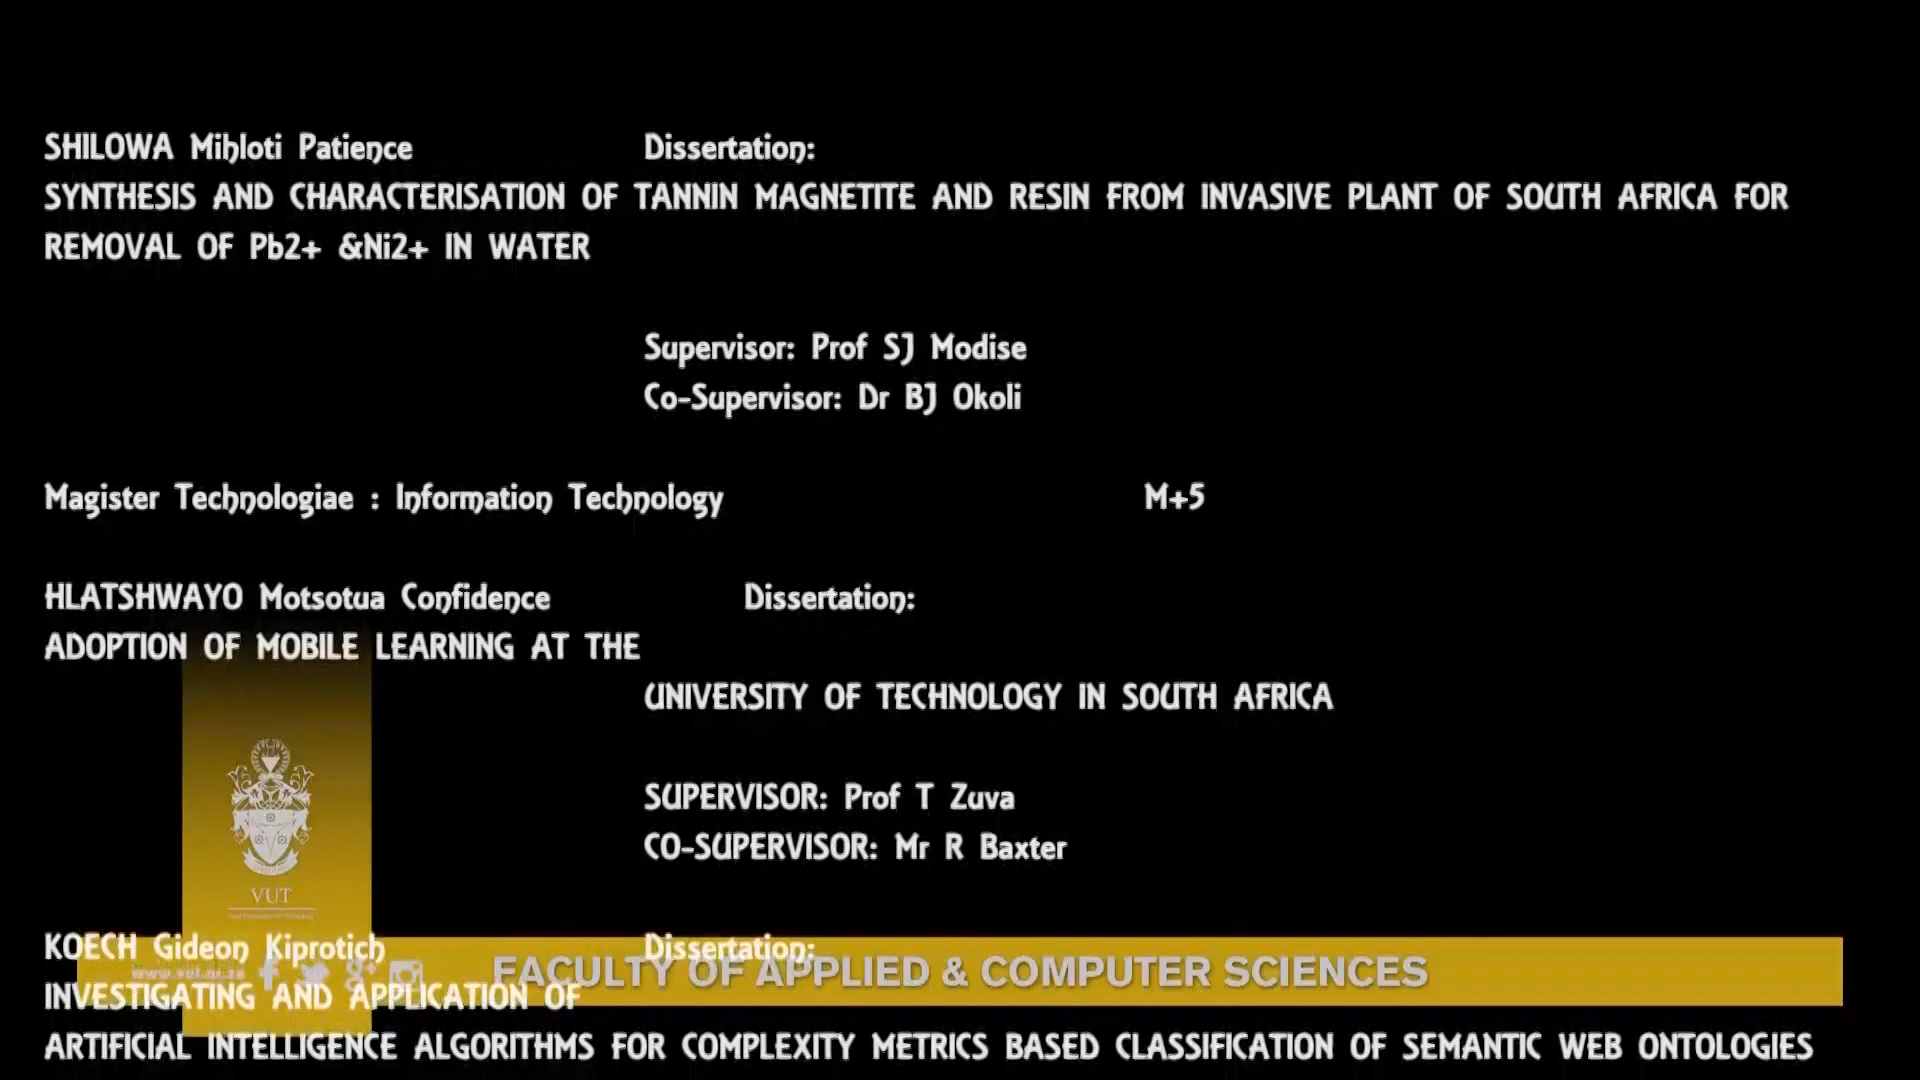 SHILOWA Mihloti Patience Dissertation:
SYNTHESIS AND CHARACTERISATION OF TANNIN MAGNETITE AND RESIN FROM INVASIVE PLANT OF SOUTH AFRICA FOR
REMOVAL OF Pb2+ &Ni2+ IN WATER
Supervisor: Prof SJ Modise
Co-Supervisor: Dr BJ Okoli
Magister Technologiae : Information Technology M+5
HLATSHWAYO Motsotua Confidence Dissertation:
ADOPTION OF MOBILE LEARNING AT THE
UNIVERSITY OF TECHNOLOGY IN SOUTH AFRICA
SUPERVISOR: Prof T Zuva
CO-SUPERVISOR: Mr R Baxter
VUT
KOECH Gideon Kiprotich Dissertation:
www.vut.ac.za
FACULTY OF APPLIED & COMPUTER SCIENCES
INVESTIGATING AND APPLICATION OF
ARTIFICIAL INTELLIGENCE ALGORITHMS FOR COMPLEXITY METRICS BASED CLASSIFICATION OF SEMANTIC WEB ONTOLOGIES